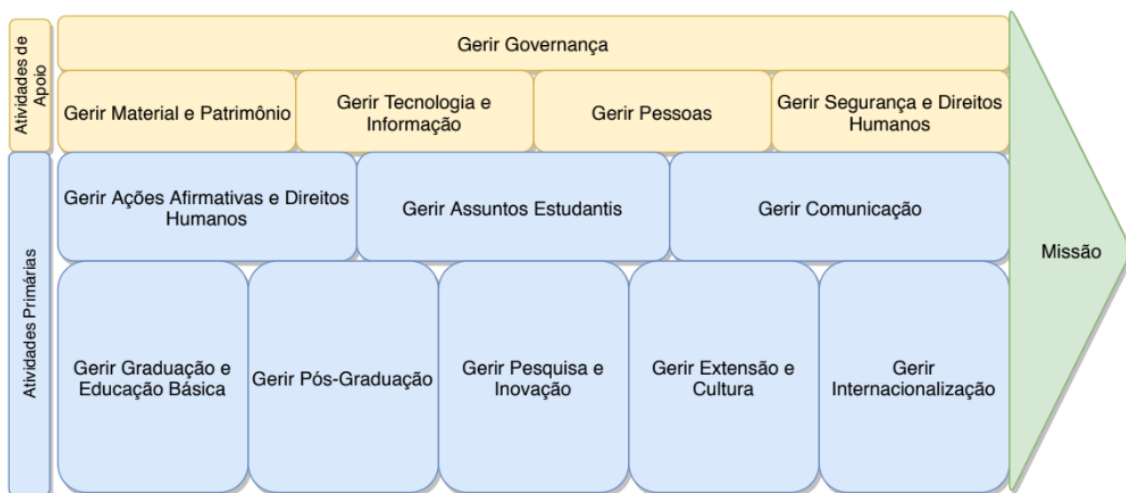 Atividades de
Apoio
Gerir Governança
Gerir Material e Patrimônio
Gerir Tecnologia e
Informação
Gerir Pessoas
Gerir Segurança e Direitos
Humanos
Atividades Primárias
Gerir Ações Afirmativas e Direitos
Humanos
Gerir Assuntos Estudantis
Gerir Comunicação
Missão
Gerir Graduação e
Educação Básica
Gerir Pós-Graduação
Gerir Pesquisa e
Inovação
Gerir Extensão e
Cultura
Gerir
Internacionalização